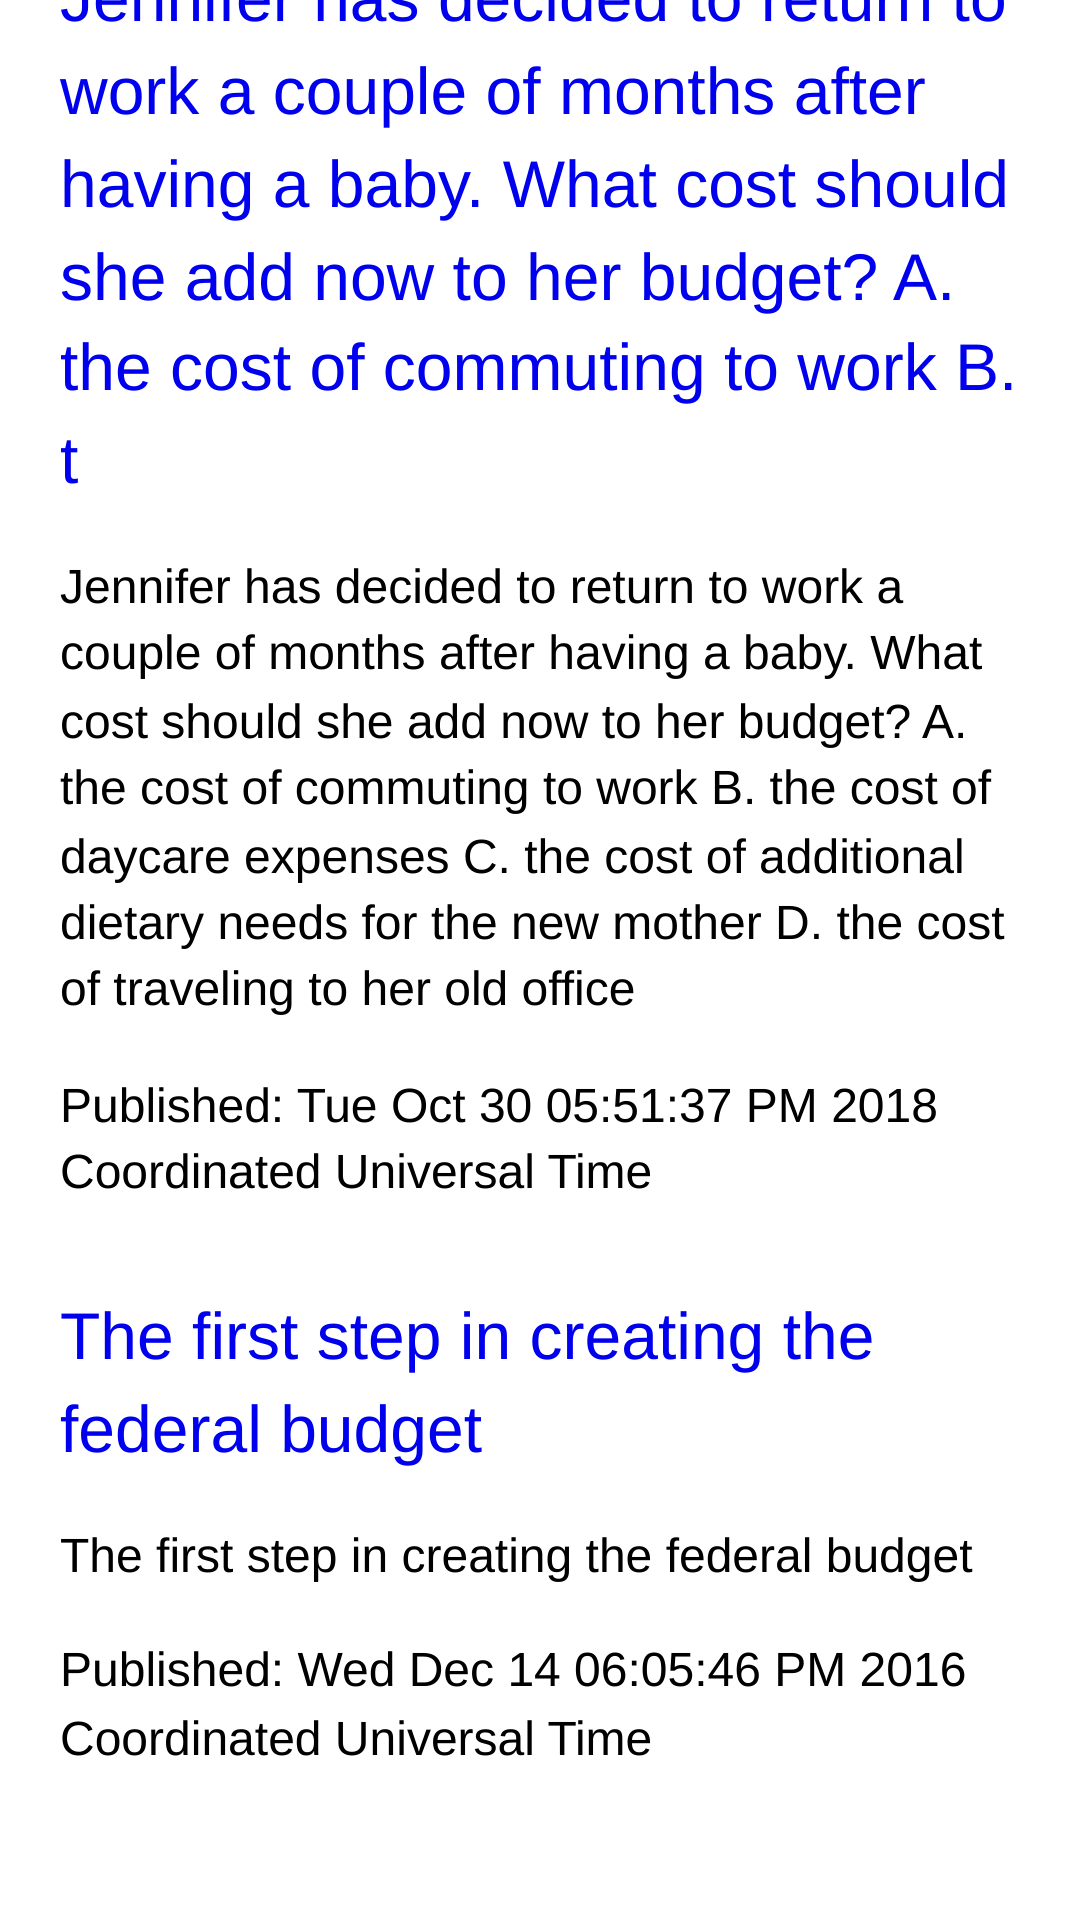 Jennifer has decided to return to
work a couple of months after
having a baby. What cost should
she add now to her budget? A.
the cost of commuting to work B.
t
Jennifer has decided to return to work a
couple of months after having a baby. What
cost should she add now to her budget? A.
the cost of commuting to work B. the cost of
daycare expenses C. the cost of additional
dietary needs for the new mother D. the cost
of traveling to her old office
Published: Tue Oct 30 05:51:37 PM 2018
Coordinated Universal Time
The first step in creating the
federal budget
The first step in creating the federal budget
Published: Wed Dec 14 06:05:46 PM 2016
Coordinated Universal Time